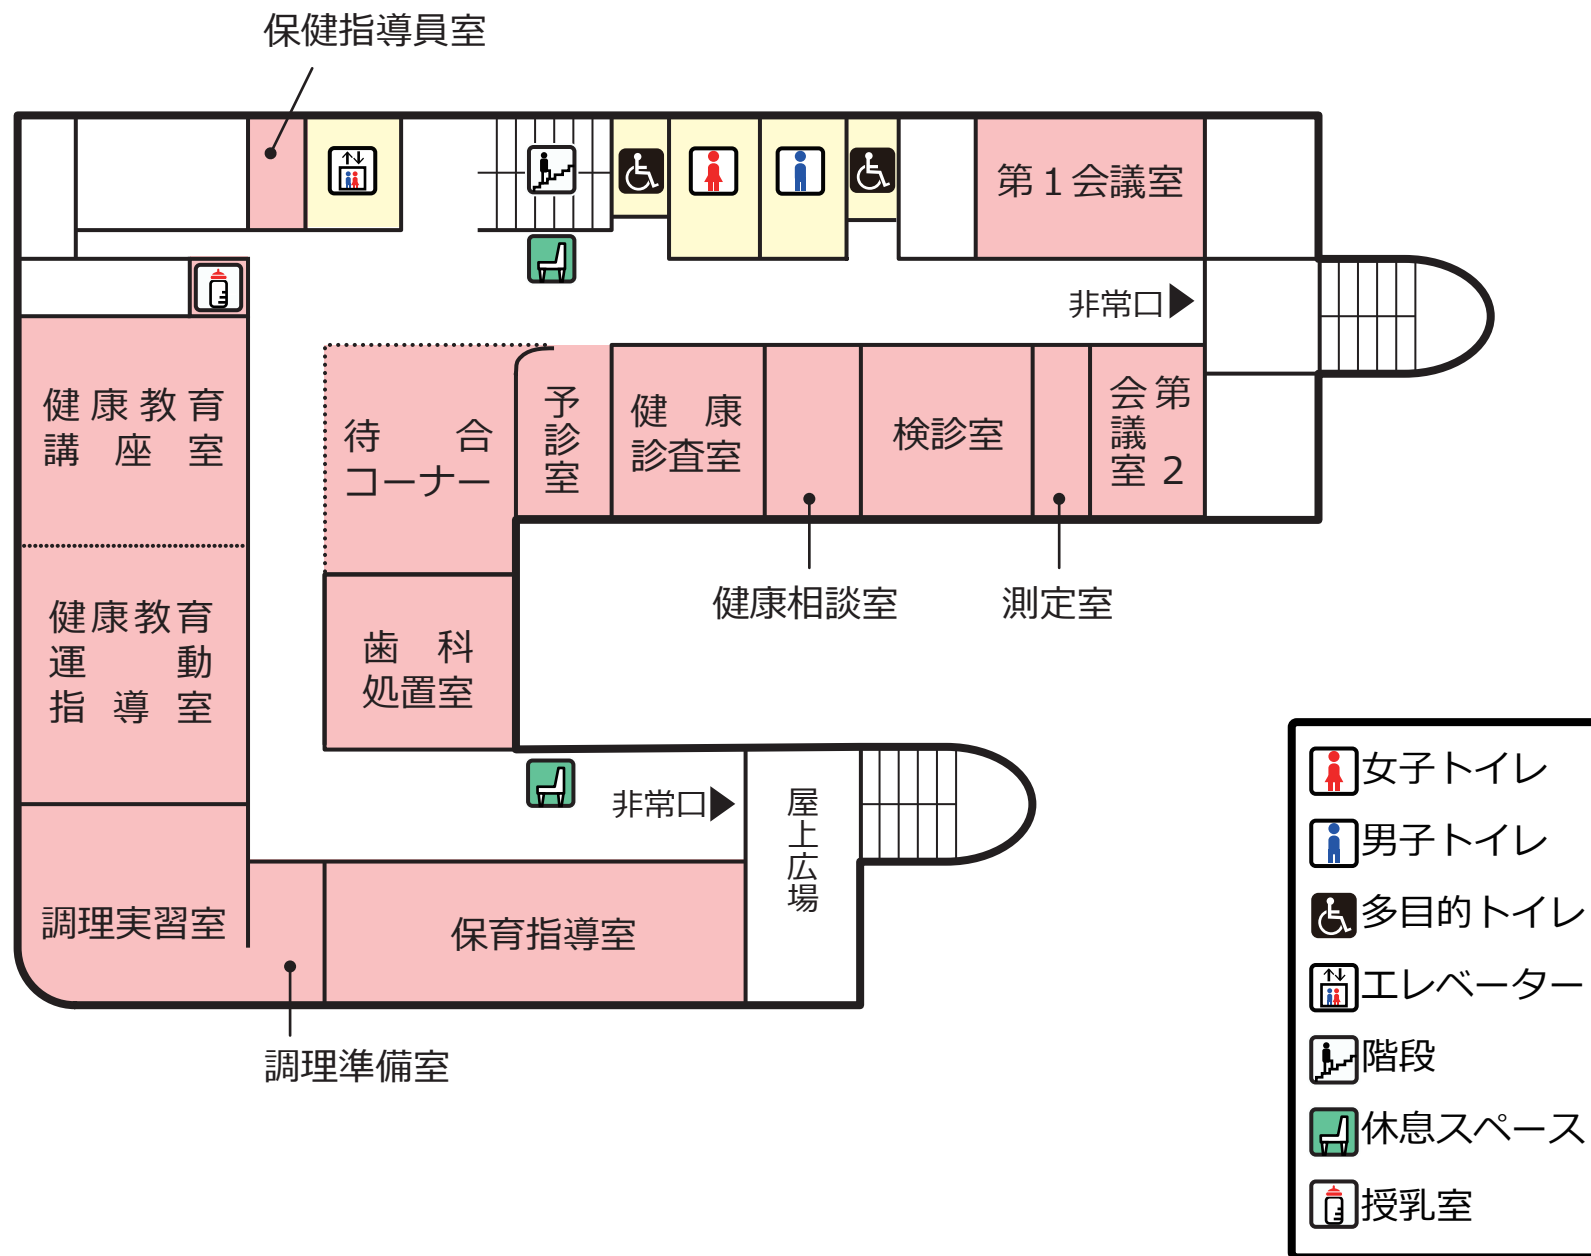 保健指導員室
第1会議室
非常口
健康教育
講座室
待合
コーナー
予診室
健康
診査室
検診室
第2
会議室
健康相談室
測定室
健康教育
運動
指導室
歯科
処置室
非常口
屋上広場
調理実習室
保育指導室
調理準備室
女子トイレ
男子トイレ
多目的トイレ
エレベーター
階段
休息スペース
授乳室